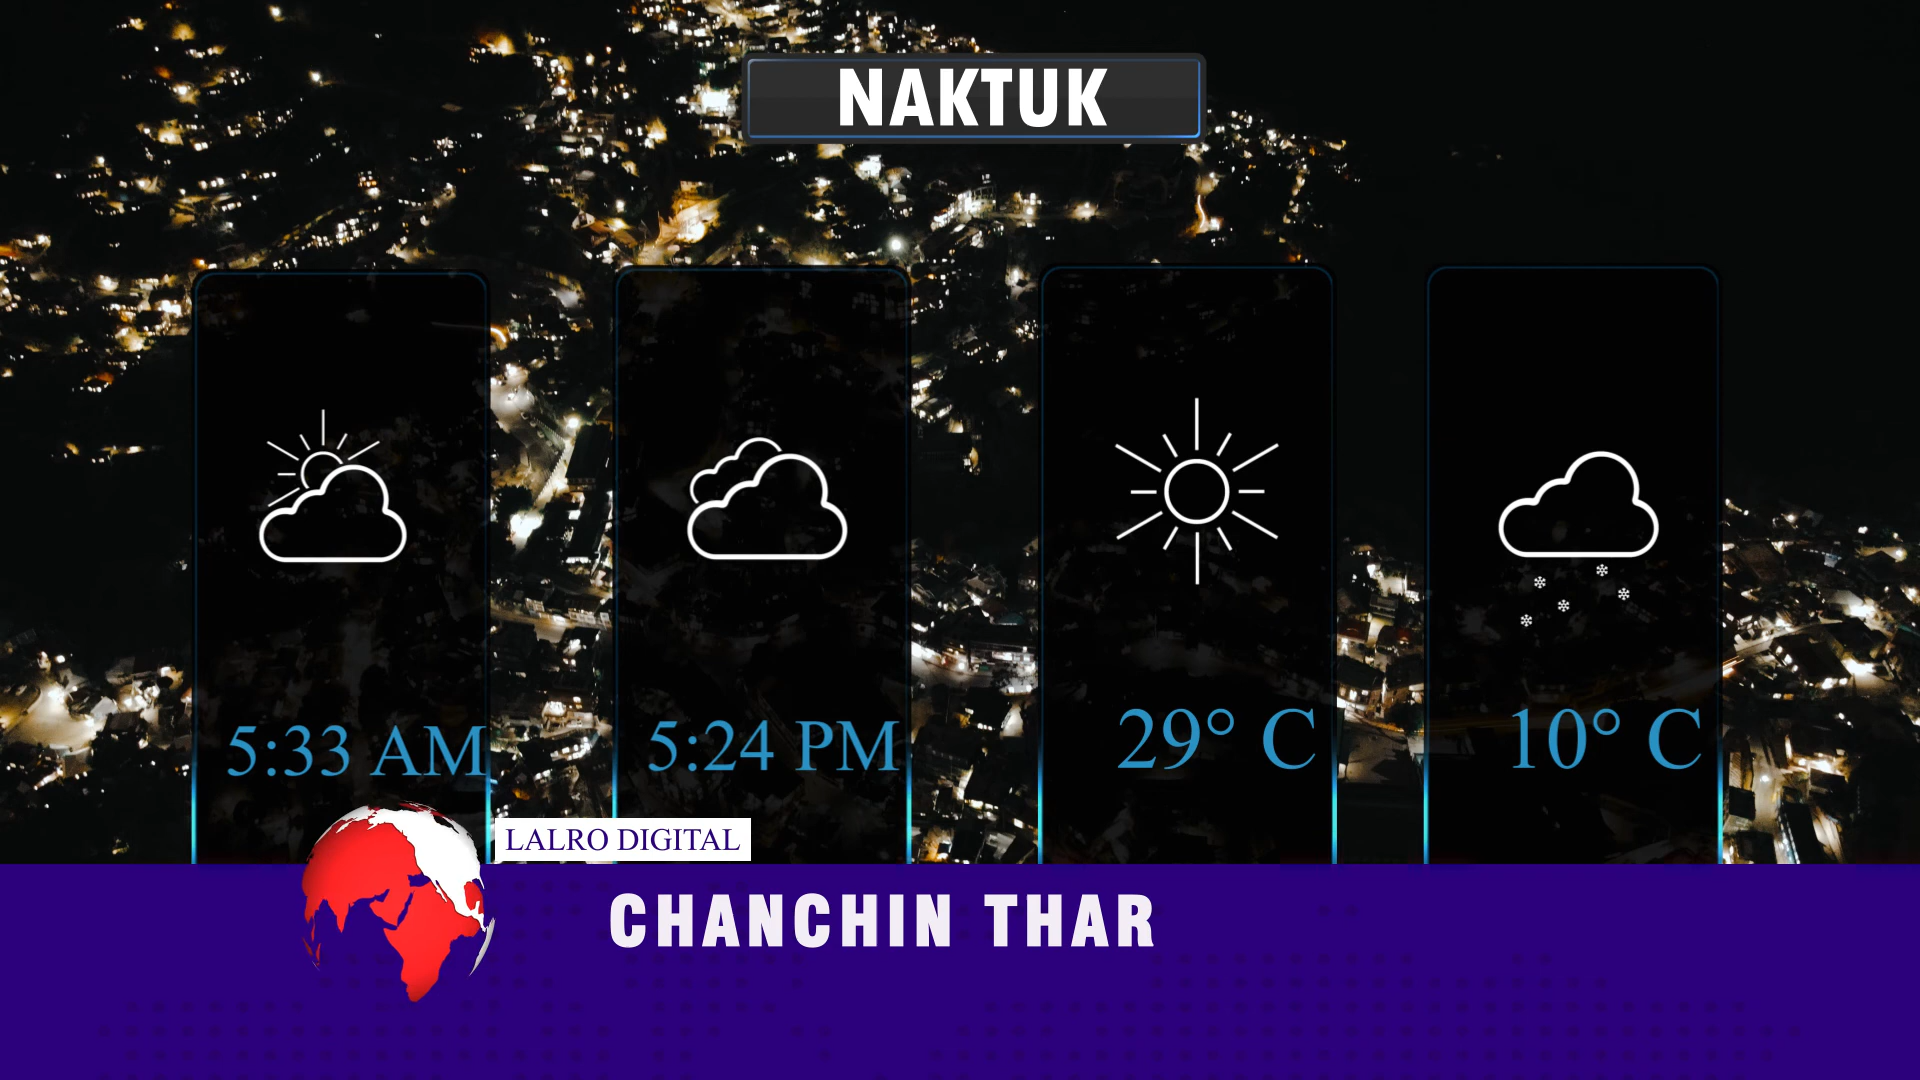 NAKTUK
5:33 AM
5:24 PM
29° C
10° C
LALRO DIGITAL
CHANCHIN THAR